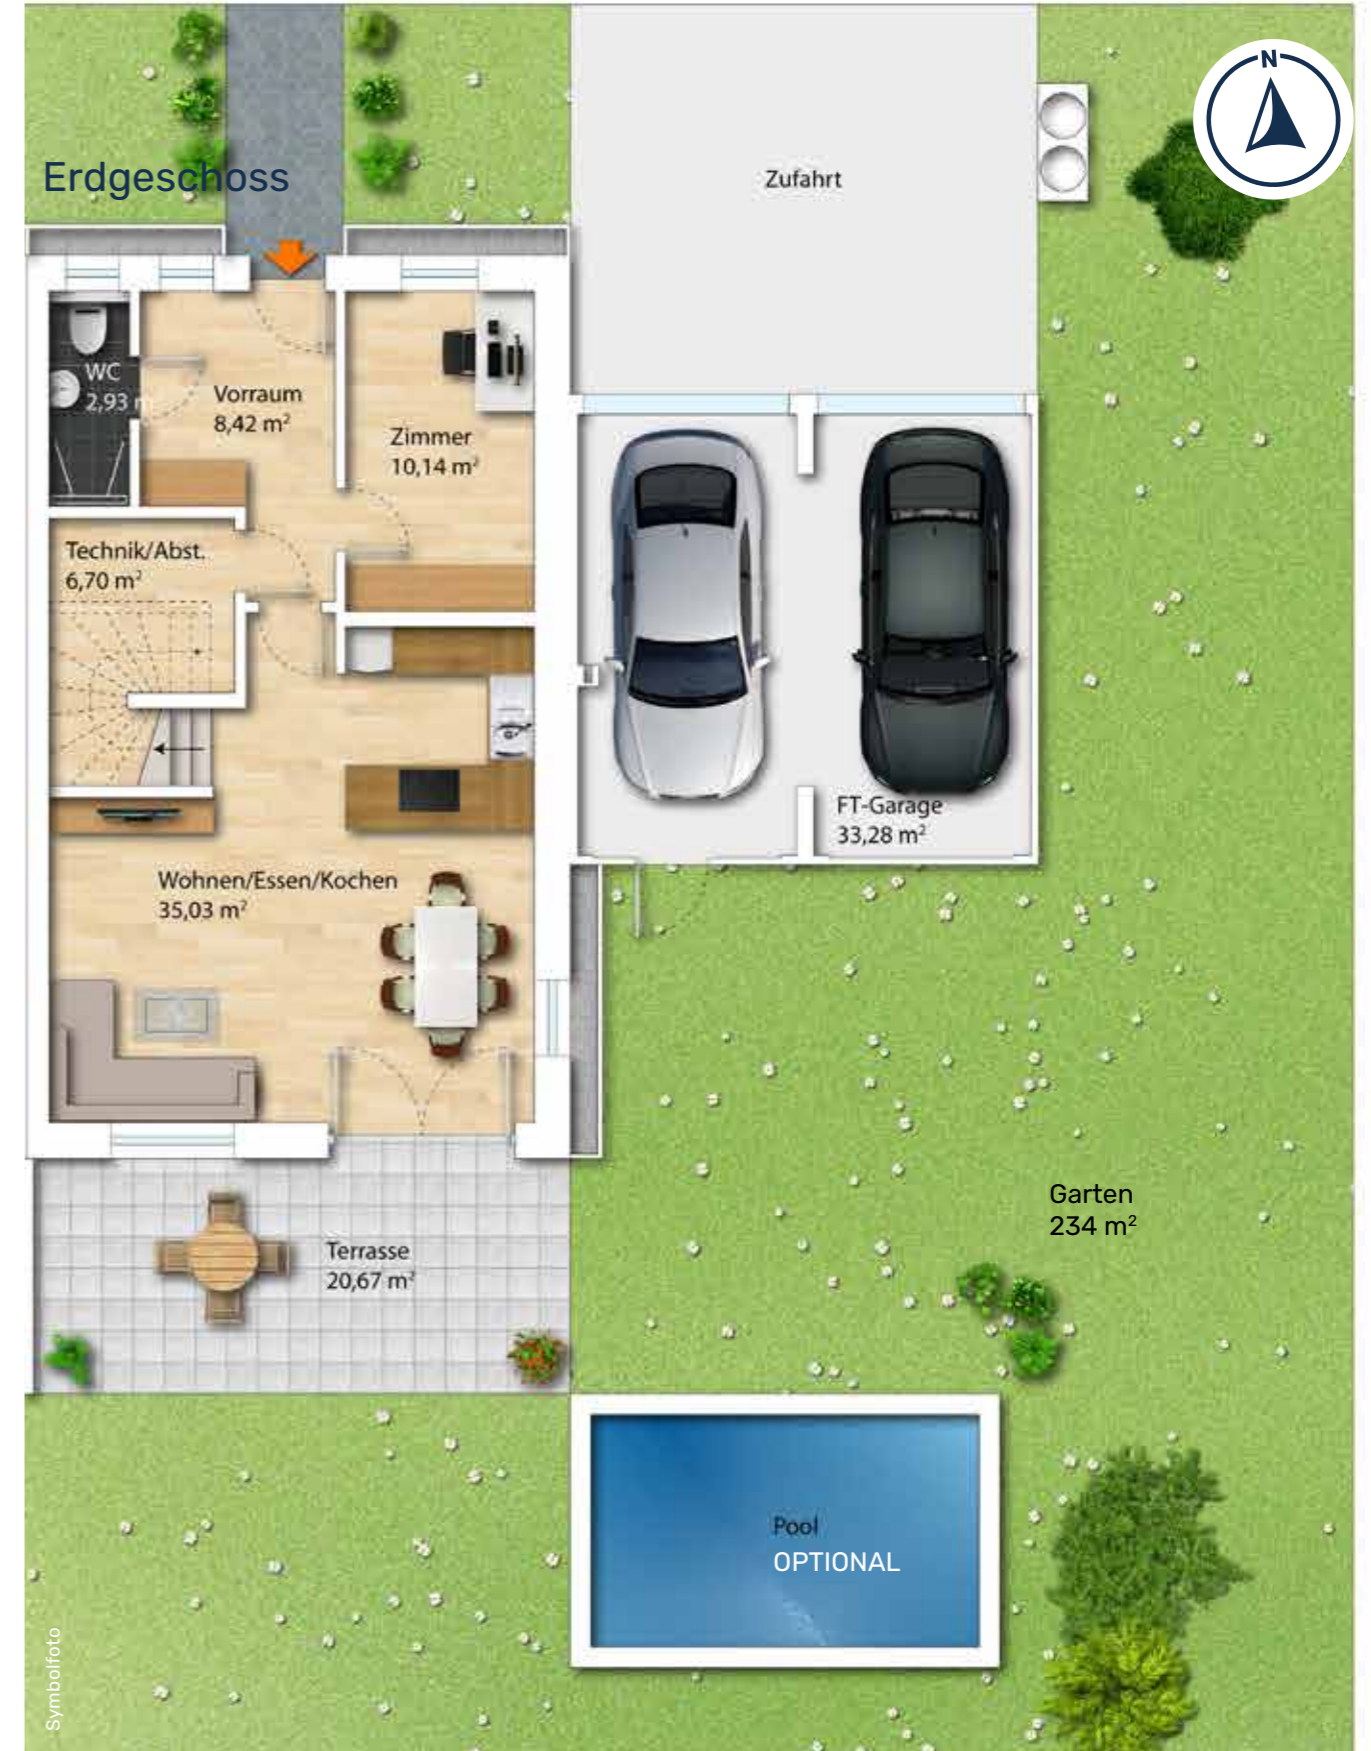 N
Erdgeschoss
Zufahrt
WC
2,93 m
Vorraum
8,42 m²
Zimmer
10,14 m²
Technik/Abst.
6,70 m²
FT-Garage
33,28 m²
Wohnen/Essen/Kochen
35,03 m²
Garten
234 m²
Terrasse
20,67 m²
Pool
OPTIONAL
Symbolfoto